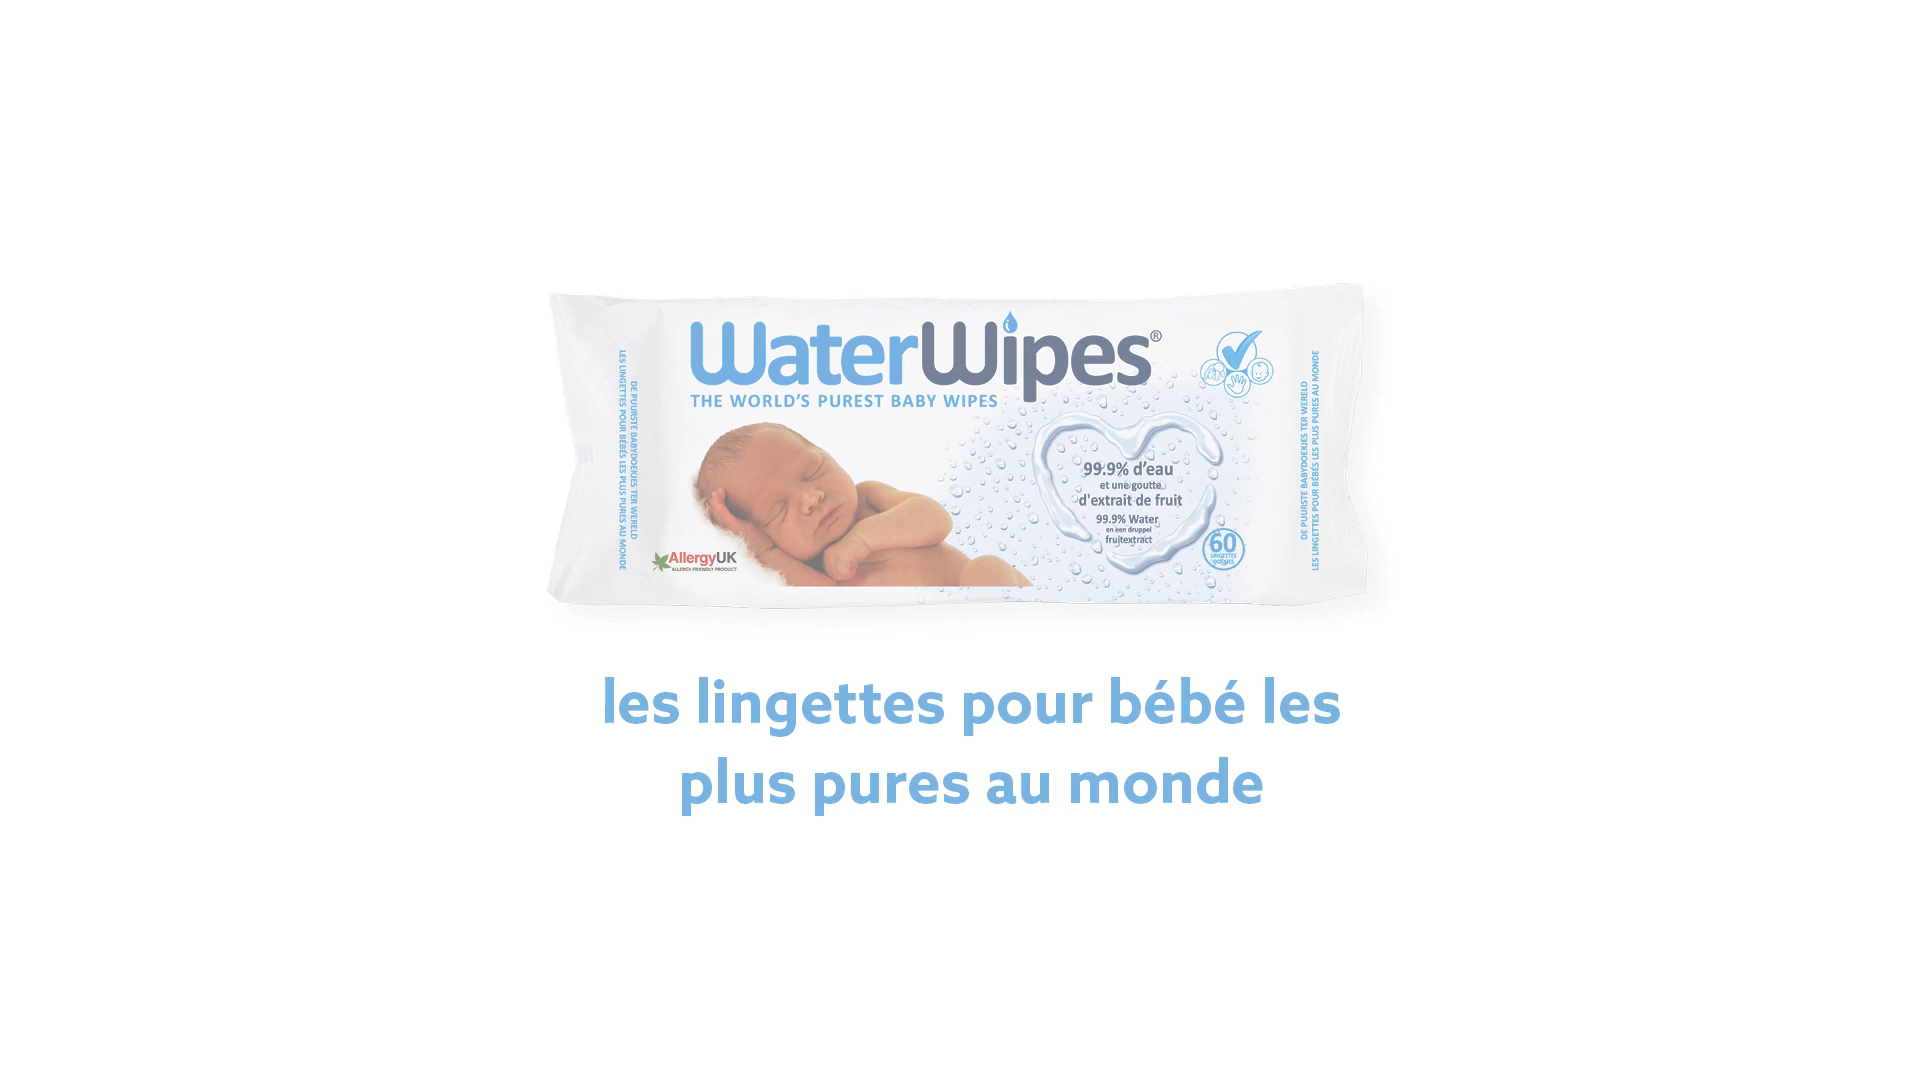 WaterWipes®
THE WORLD'S PUREST BABY WIPES
DE PUURSTE BABYDOEKJES TER WERELD
LES LINGETTES POUR BÉBÉS LES PLUS PURES AU MONDE
99.9% d'eau
et une goutte
d'extrait de fruit
99.9% Water
en een druppel
fruitextract
AllergyUK
ALLERGY FRIENDLY PRODUCT
60
LINGETTES
DOEKJES
DE PUURSTE BABYDOEKJES TER WERELD
LES LINGETTES POUR BÉBÉS LES PLUS PURES AU MONDE
les lingettes pour bébé les
plus pures au monde